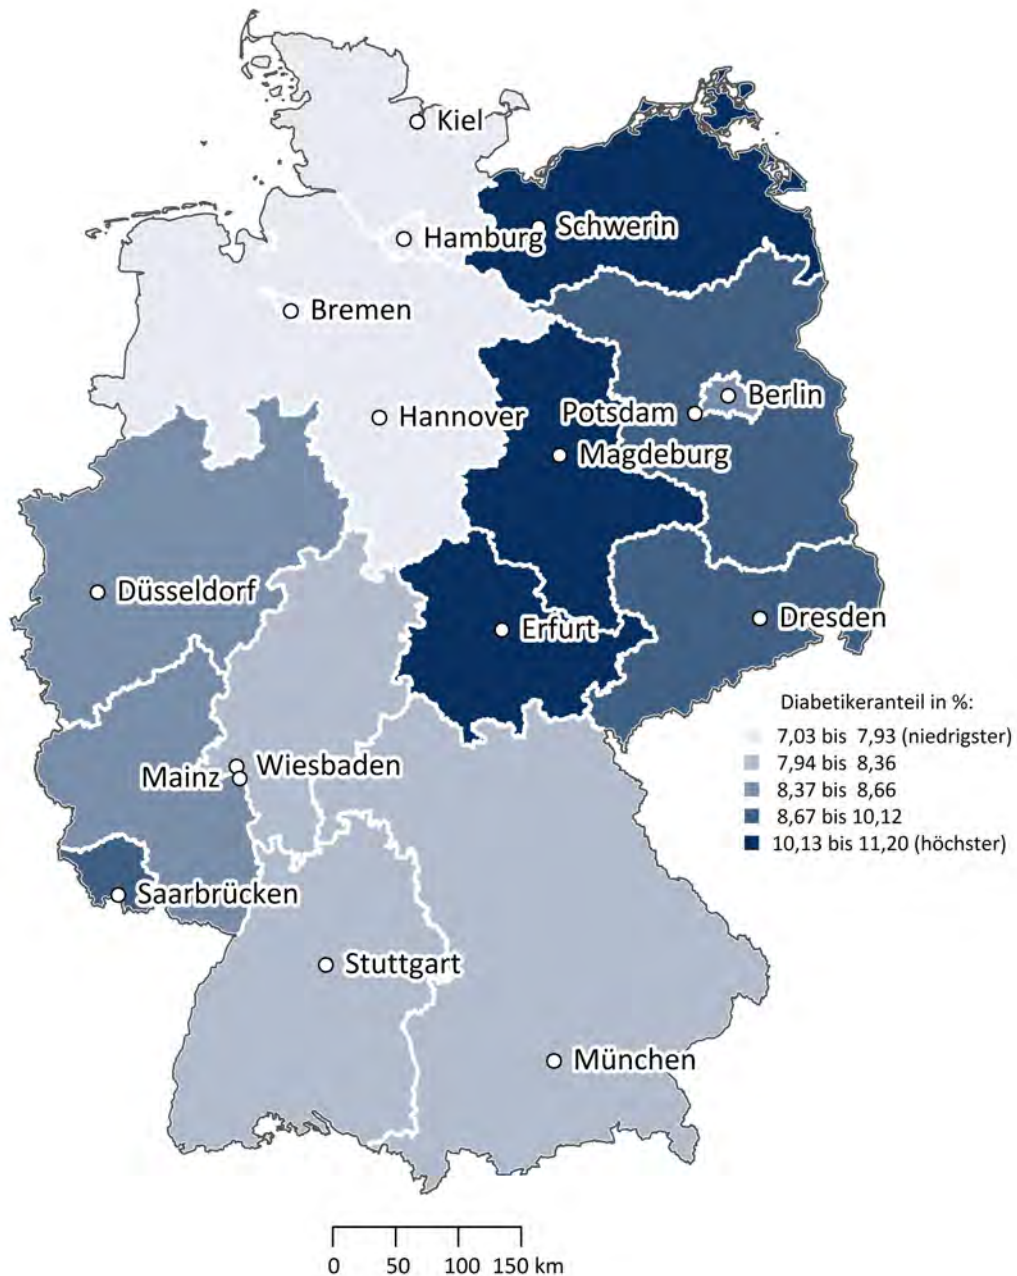 Kiel
Schwerin
Hamburg
Bremen
Berlin
Potsdam
Hannover
Magdeburg
Düsseldorf
Dresden
Erfurt
Diabetikeranteil in %:
7,03 bis 7,93 (niedrigster)
7,94 bis 8,36
8,37 bis 8,66
8,67 bis 10,12
10,13 bis 11,20 (höchster)
Wiesbaden
Mainz
Saarbrücken
Stuttgart
München
0 50 100 150 km